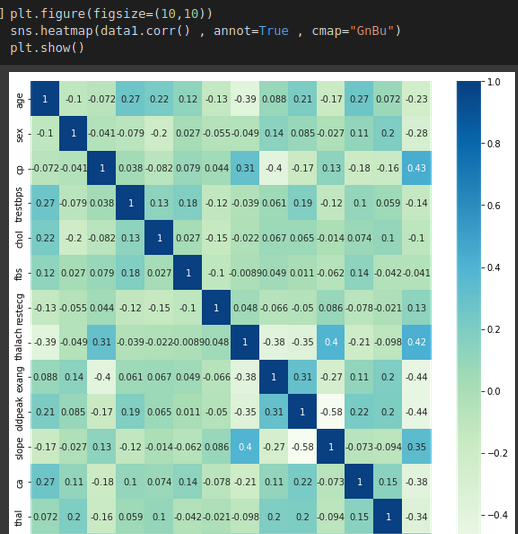 ] plt.figure(figsize=(10,10))
sns.heatmap(data1.corr() , annot=True , cmap="GnBu")
plt.show()
age 1 -0.1 -0.072 0.27 0.22 0.12 -0.13 -0.39 0.088 0.21 -0.17 0.27 0.072 -0.23
sex -0.1 1 -0.041 -0.079 -0.2 0.027 -0.055 -0.049 0.14 0.085 -0.027 0.11 0.2 -0.28
cp -0.072 -0.041 1 0.038 -0.082 0.079 0.044 0.31 -0.4 -0.17 0.13 -0.18 -0.16 0.43
trestbps 0.27 -0.079 0.038 1 0.13 0.18 -0.12 -0.039 0.061 0.19 -0.12 0.1 0.059 -0.14
chol 0.22 -0.2 -0.082 0.13 1 0.027 -0.15 -0.022 0.067 0.065 -0.014 0.074 0.1 -0.1
fbs 0.12 0.027 0.079 0.18 0.027 1 -0.1 -0.0089 0.049 0.011 -0.062 0.14 -0.042 -0.041
restecg -0.13 -0.055 0.044 -0.12 -0.15 -0.1 1 0.048 -0.066 -0.05 0.086 -0.078 -0.021 0.13
thalach -0.39 -0.049 0.31 -0.039 -0.022 -0.0089 0.048 1 -0.38 -0.35 0.4 -0.21 -0.098 0.42
exang 0.088 0.14 -0.4 0.061 0.067 0.049 -0.066 -0.38 1 0.31 -0.27 0.11 0.2 -0.44
oldpeak 0.21 0.085 -0.17 0.19 0.065 0.011 -0.05 -0.35 0.31 1 -0.58 0.22 0.2 -0.44
slope -0.17 -0.027 0.13 -0.12 -0.014 -0.062 0.086 0.4 -0.27 -0.58 1 -0.073 -0.094 0.35
ca 0.27 0.11 -0.18 0.1 0.074 0.14 -0.078 -0.21 0.11 0.22 -0.073 1 0.15 -0.38
thal 0.072 0.2 -0.16 0.059 0.1 -0.042 -0.021 -0.098 0.2 0.2 -0.094 0.15 1 -0.34
1.0
0.8
0.6
0.4
0.2
0.0
-0.2
-0.4